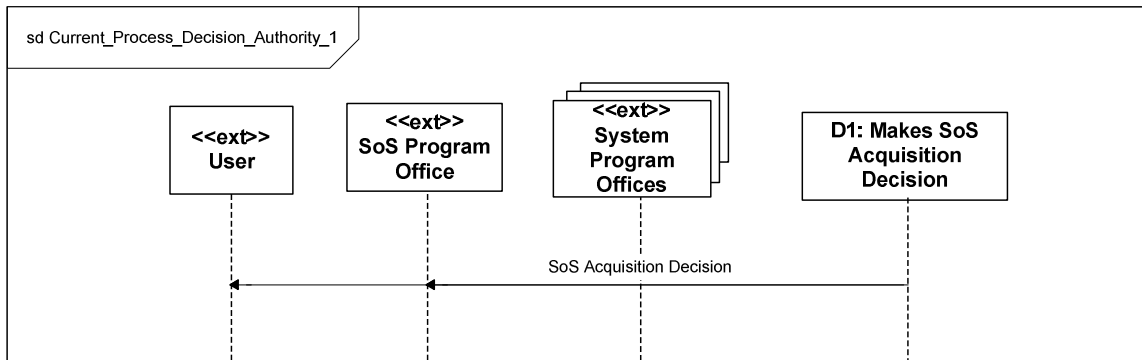 sd Current_Process_Decision_Authority_1
<<ext>>
User
<<ext>>
SoS Program
Office
<<ext>>
System
Program
Offices
D1: Makes SoS
Acquisition
Decision
SoS Acquisition Decision